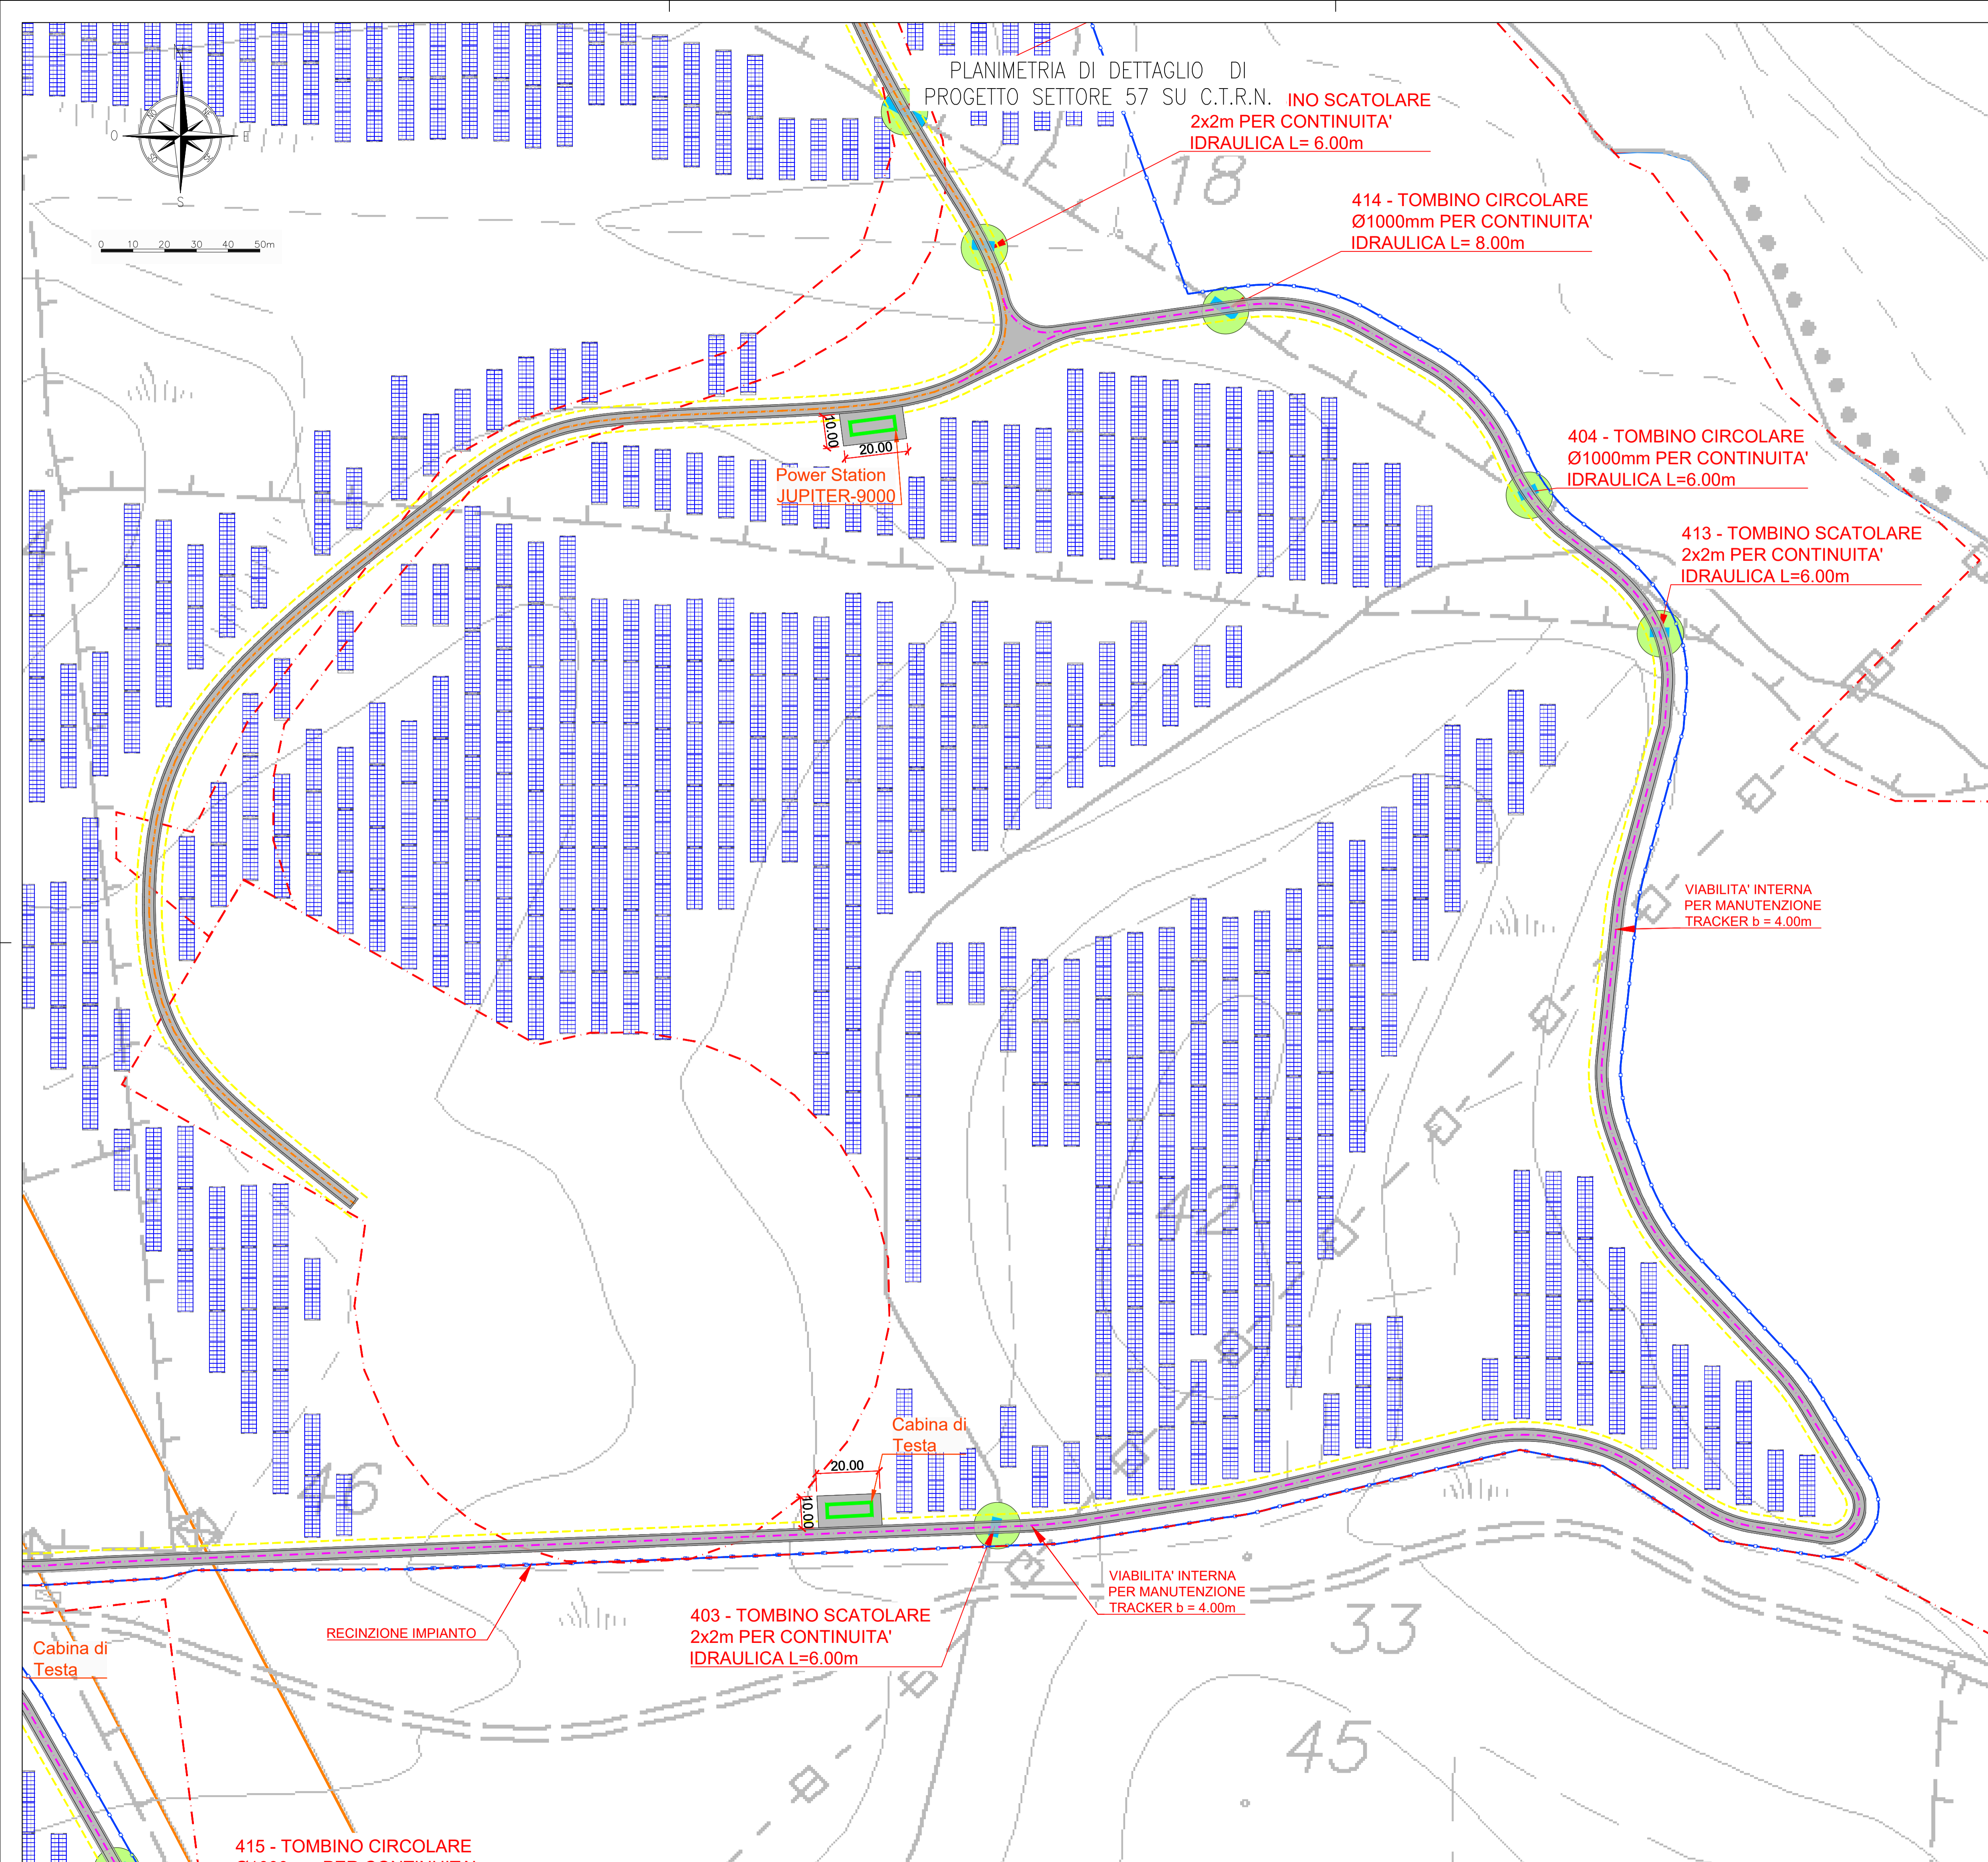 PLANIMETRIA DI DETTAGLIO DI
PROGETTO SETTORE 57 SU C.T.R.N.
INO SCATOLARE
2x2m PER CONTINUITA'
IDRAULICA L= 6.00m
18
414 - TOMBINO CIRCOLARE
Ø1000mm PER CONTINUITA'
IDRAULICA L= 8.00m
N
O
E
S
0 10 20 30 40 50m
10.00
20.00
Power Station
JUPITER-9000
404 - TOMBINO CIRCOLARE
Ø1000mm PER CONTINUITA'
IDRAULICA L=6.00m
413 - TOMBINO SCATOLARE
2x2m PER CONTINUITA'
IDRAULICA L=6.00m
VIABILITA' INTERNA
PER MANUTENZIONE
TRACKER b = 4.00m
42
46
Cabina di
Testa
20.00
10.00
VIABILITA' INTERNA
PER MANUTENZIONE
TRACKER b = 4.00m
403 - TOMBINO SCATOLARE
2x2m PER CONTINUITA'
IDRAULICA L=6.00m
RECINZIONE IMPIANTO
33
Cabina di
Testa
45
415 - TOMBINO CIRCOLARE